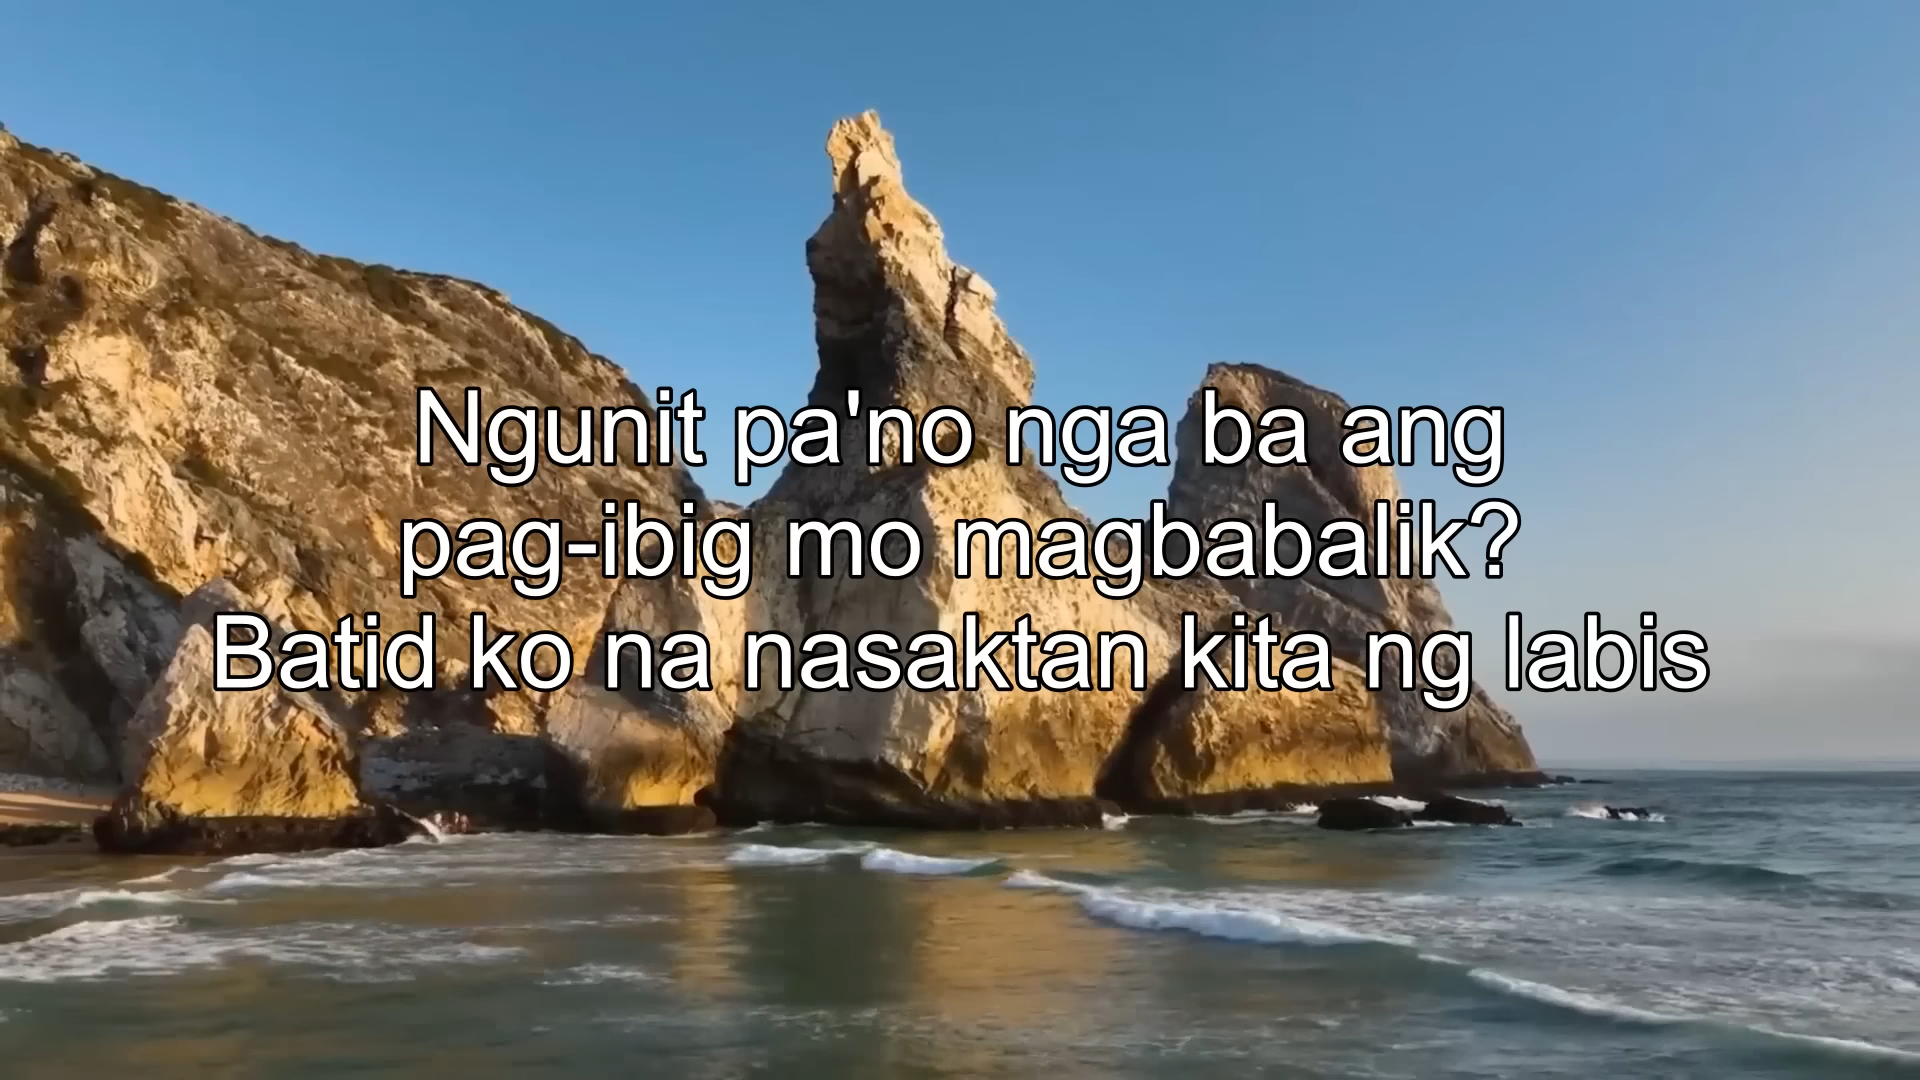 Ngunit pa'no nga ba ang
pag-ibig mo magbabalik?
Batid ko na nasaktan kita ng labis